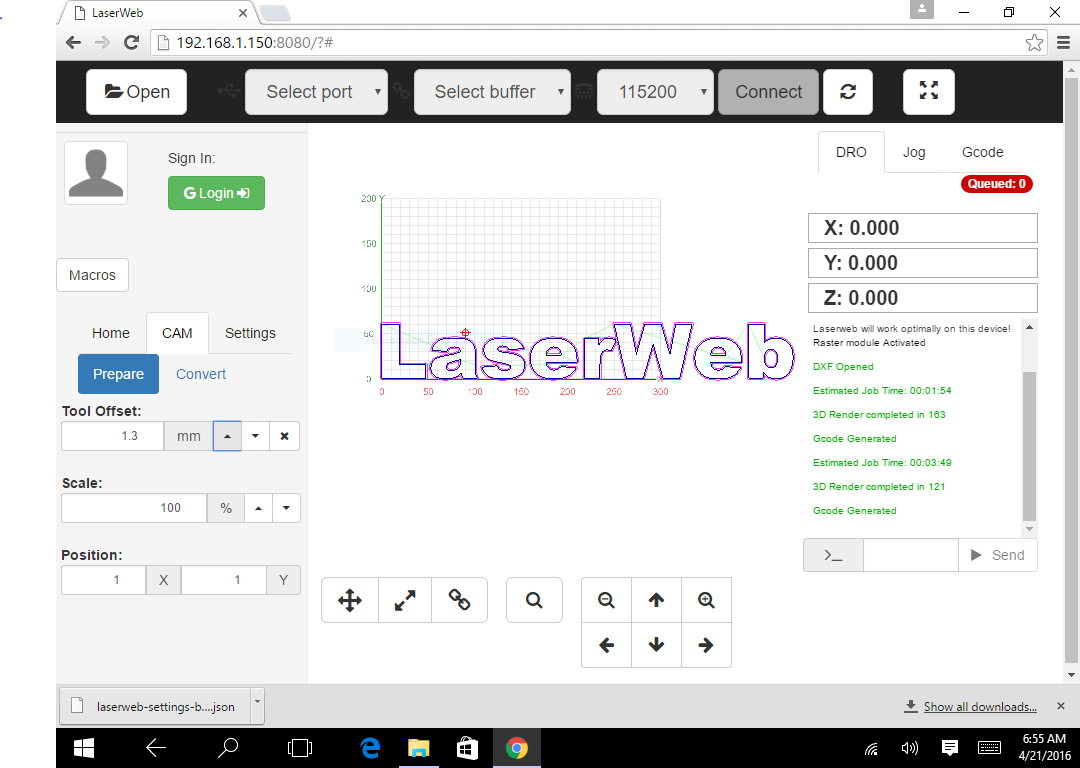 LaserWeb
192.168.1.150:8080/?#
Open
Select port
Select buffer
115200
Connect
DRO
Jog
Gcode
Sign In:
G Login
Queued: 0
X: 0.000
Y: 0.000
Z: 0.000
Macros
Home
CAM
Settings
Prepare
Convert
Tool Offset:
1.3
mm
Scale:
100
%
Position:
1
X
1
Y
200 Y
150
100
50
0
LaserWeb
X
0
50
100
150
200
250
300
Laserweb will work optimally on this device!
Raster module Activated
DXF Opened
Estimated Job Time: 00:01:54
3D Render completed in 163
Gcode Generated
Estimated Job Time: 00:03:49
3D Render completed in 121
Gcode Generated
>_
Send
laserweb-settings-b....json
Show all downloads...
6:55 AM
4/21/2016